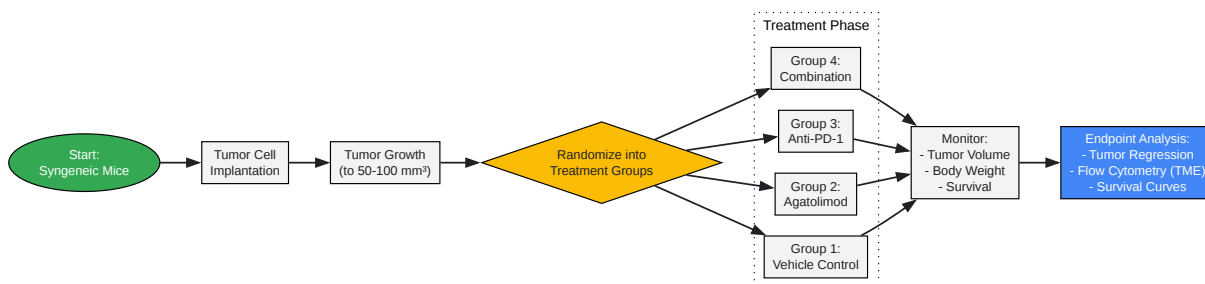 Start:
Syngeneic Mice
Tumor Cell
Implantation
Tumor Growth
(to 50-100 mm³)
Randomize into
Treatment Groups
Treatment Phase
Group 4:
Combination
Group 3:
Anti-PD-1
Group 2:
Agatolimod
Group 1:
Vehicle Control
Monitor:
- Tumor Volume
- Body Weight
- Survival
Endpoint Analysis:
- Tumor Regression
- Flow Cytometry (TME)
- Survival Curves